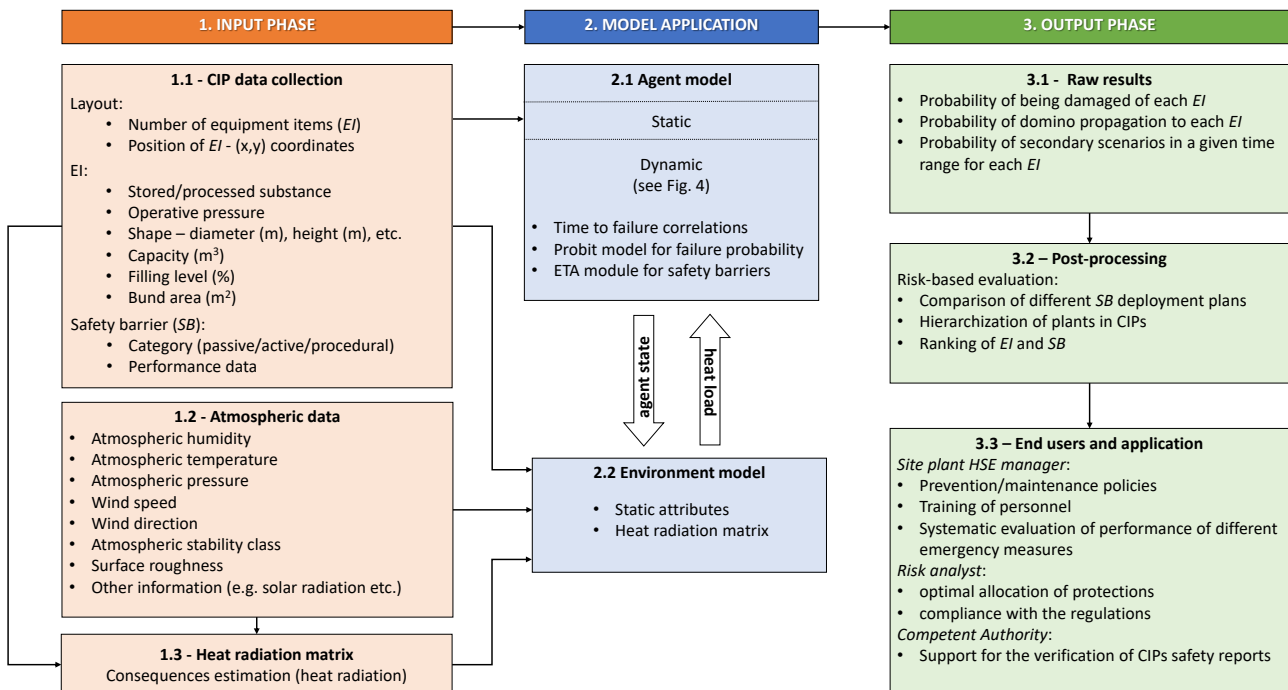 1. INPUT PHASE
2. MODEL APPLICATION
3. OUTPUT PHASE
1.1 - CIP data collection
Layout:
• Number of equipment items (EI)
• Position of EI - (x,y) coordinates
EI:
• Stored/processed substance
• Operative pressure
• Shape – diameter (m), height (m), etc.
• Capacity (m³)
• Filling level (%)
• Bund area (m²)
Safety barrier (SB):
• Category (passive/active/procedural)
• Performance data
1.2 - Atmospheric data
• Atmospheric humidity
• Atmospheric temperature
• Atmospheric pressure
• Wind speed
• Wind direction
• Atmospheric stability class
• Surface roughness
• Other information (e.g. solar radiation etc.)
1.3 - Heat radiation matrix
Consequences estimation (heat radiation)
2.1 Agent model
Static
Dynamic
(see Fig. 4)
• Time to failure correlations
• Probit model for failure probability
• ETA module for safety barriers
agent state
heat load
2.2 Environment model
• Static attributes
• Heat radiation matrix
3.1 - Raw results
• Probability of being damaged of each EI
• Probability of domino propagation to each EI
• Probability of secondary scenarios in a given time
range for each EI
3.2 – Post-processing
Risk-based evaluation:
• Comparison of different SB deployment plans
• Hierarchization of plants in CIPs
• Ranking of EI and SB
3.3 – End users and application
Site plant HSE manager:
• Prevention/maintenance policies
• Training of personnel
• Systematic evaluation of performance of different
emergency measures
Risk analyst:
• optimal allocation of protections
• compliance with the regulations
Competent Authority:
• Support for the verification of CIPs safety reports